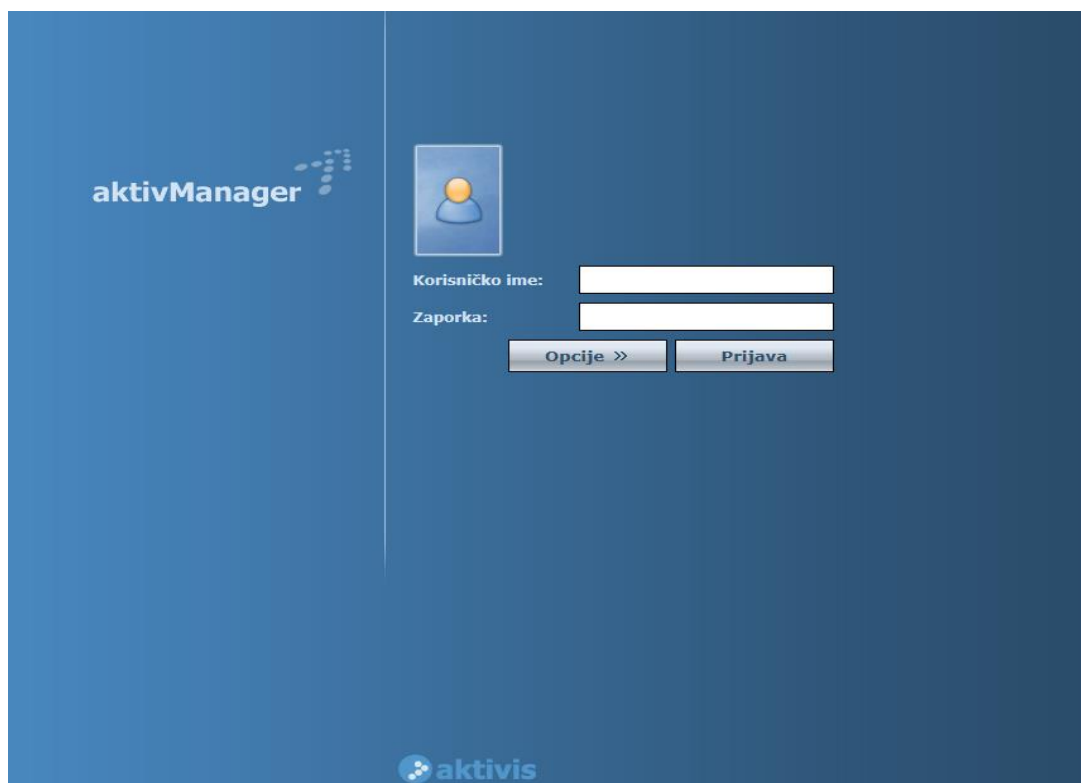 aktivManager
Korisničko ime:
Zaporka:
Opcije »
Prijava
aktivis